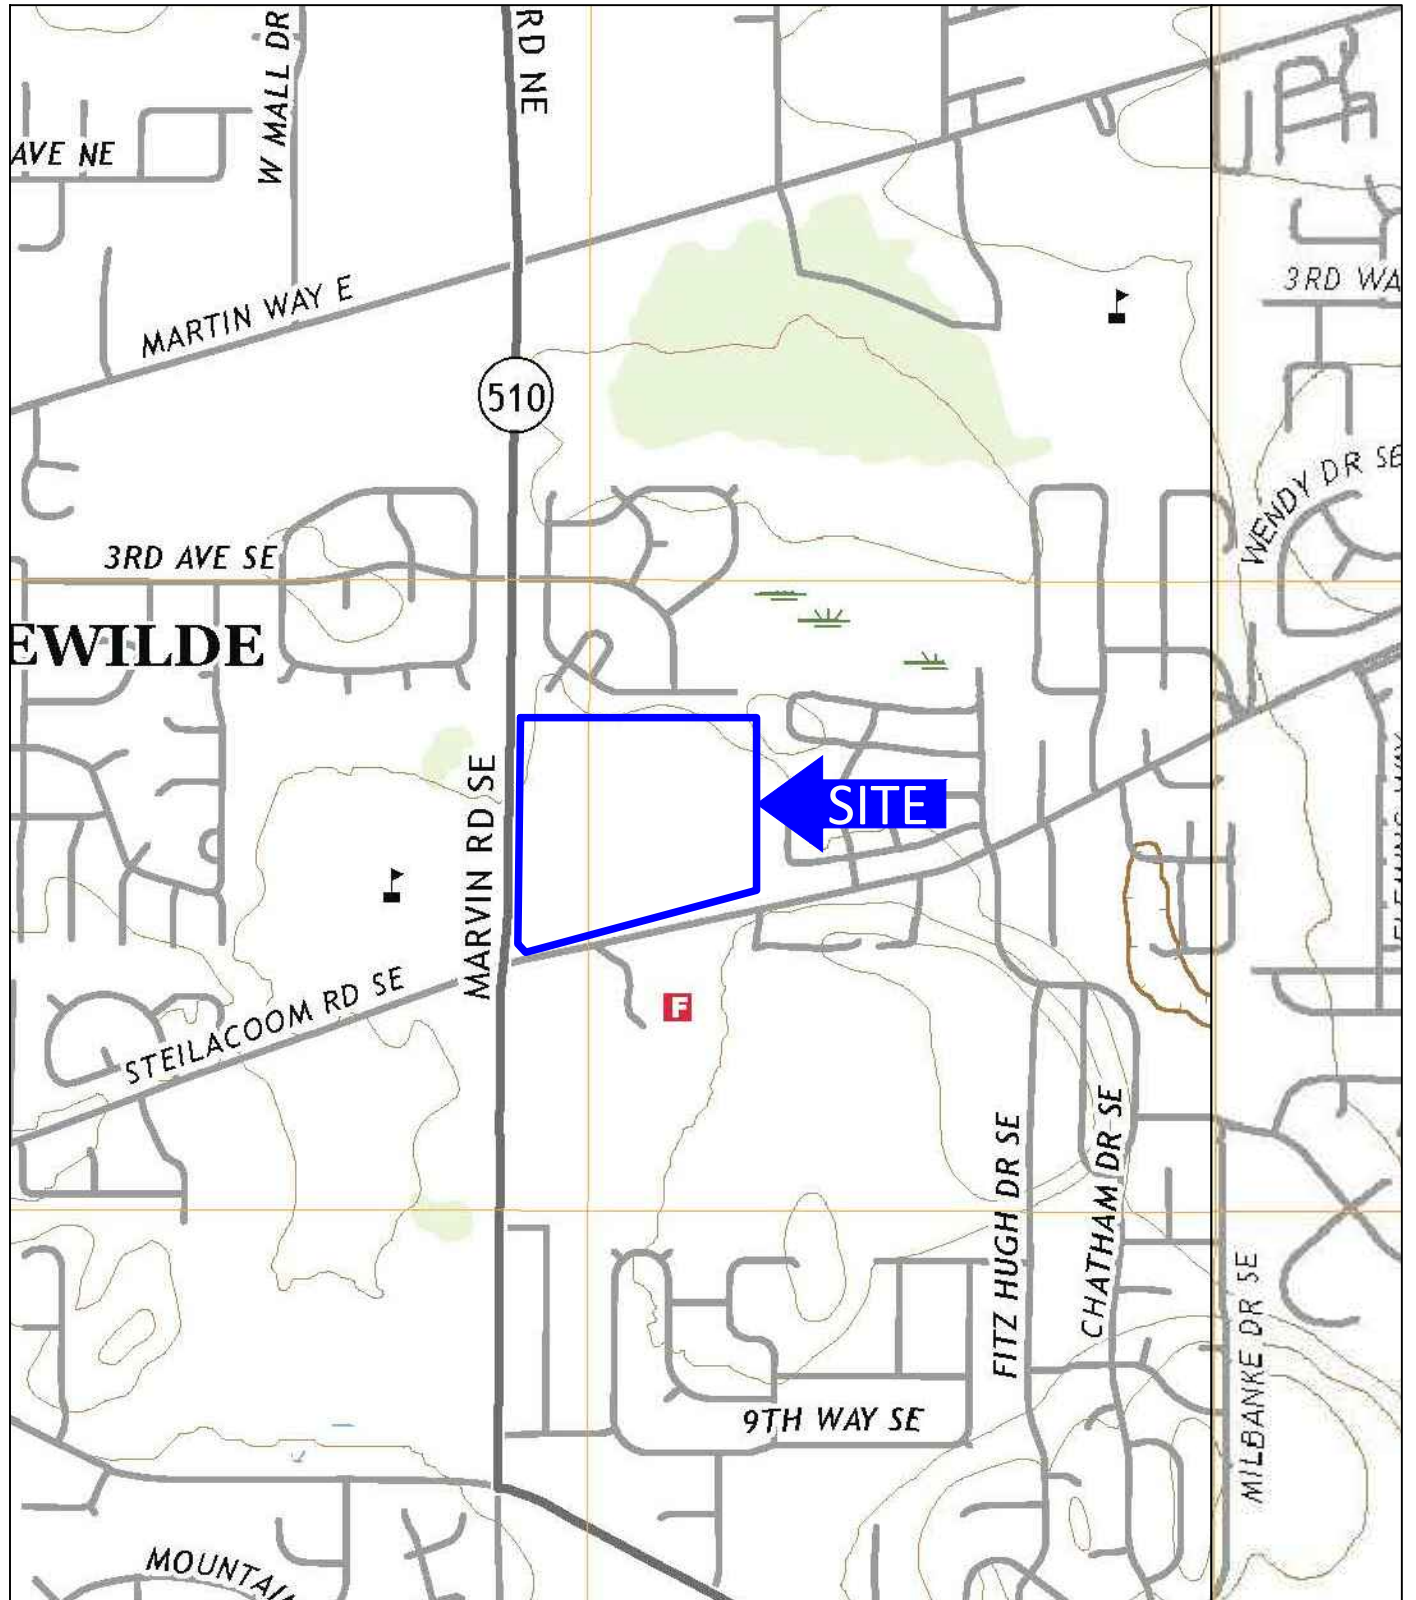 RD NE
W MALL DR
AVE NE
MARTIN WAY E
3RD WA
510
WENDY DR SE
3RD AVE SE
EWILDE
MARVIN RD SE
SITE
STEILACOOM RD SE
F
FITZ HUGH DR SE
CHATHAM DR SE
MILBANKE DR SE
9TH WAY SE
MOUNTAI